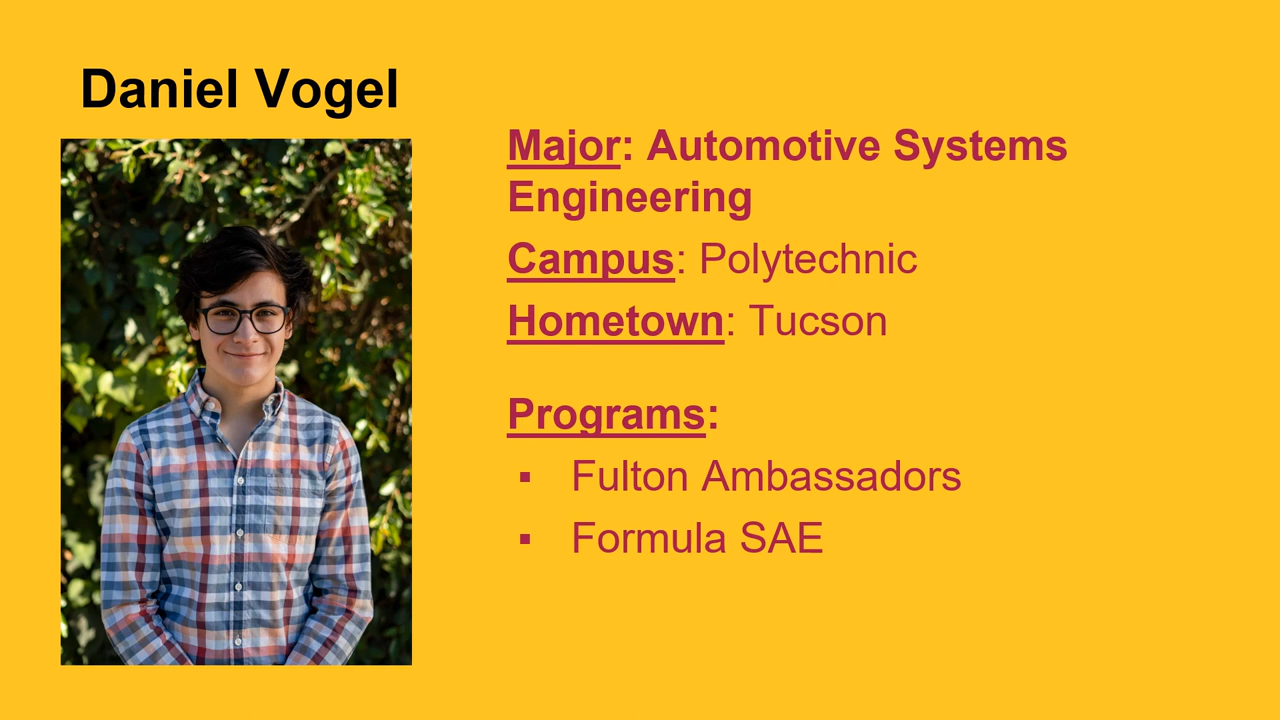 Daniel Vogel
Major: Automotive Systems
Engineering
Campus: Polytechnic
Hometown: Tucson
Programs:
▪ Fulton Ambassadors
▪ Formula SAE